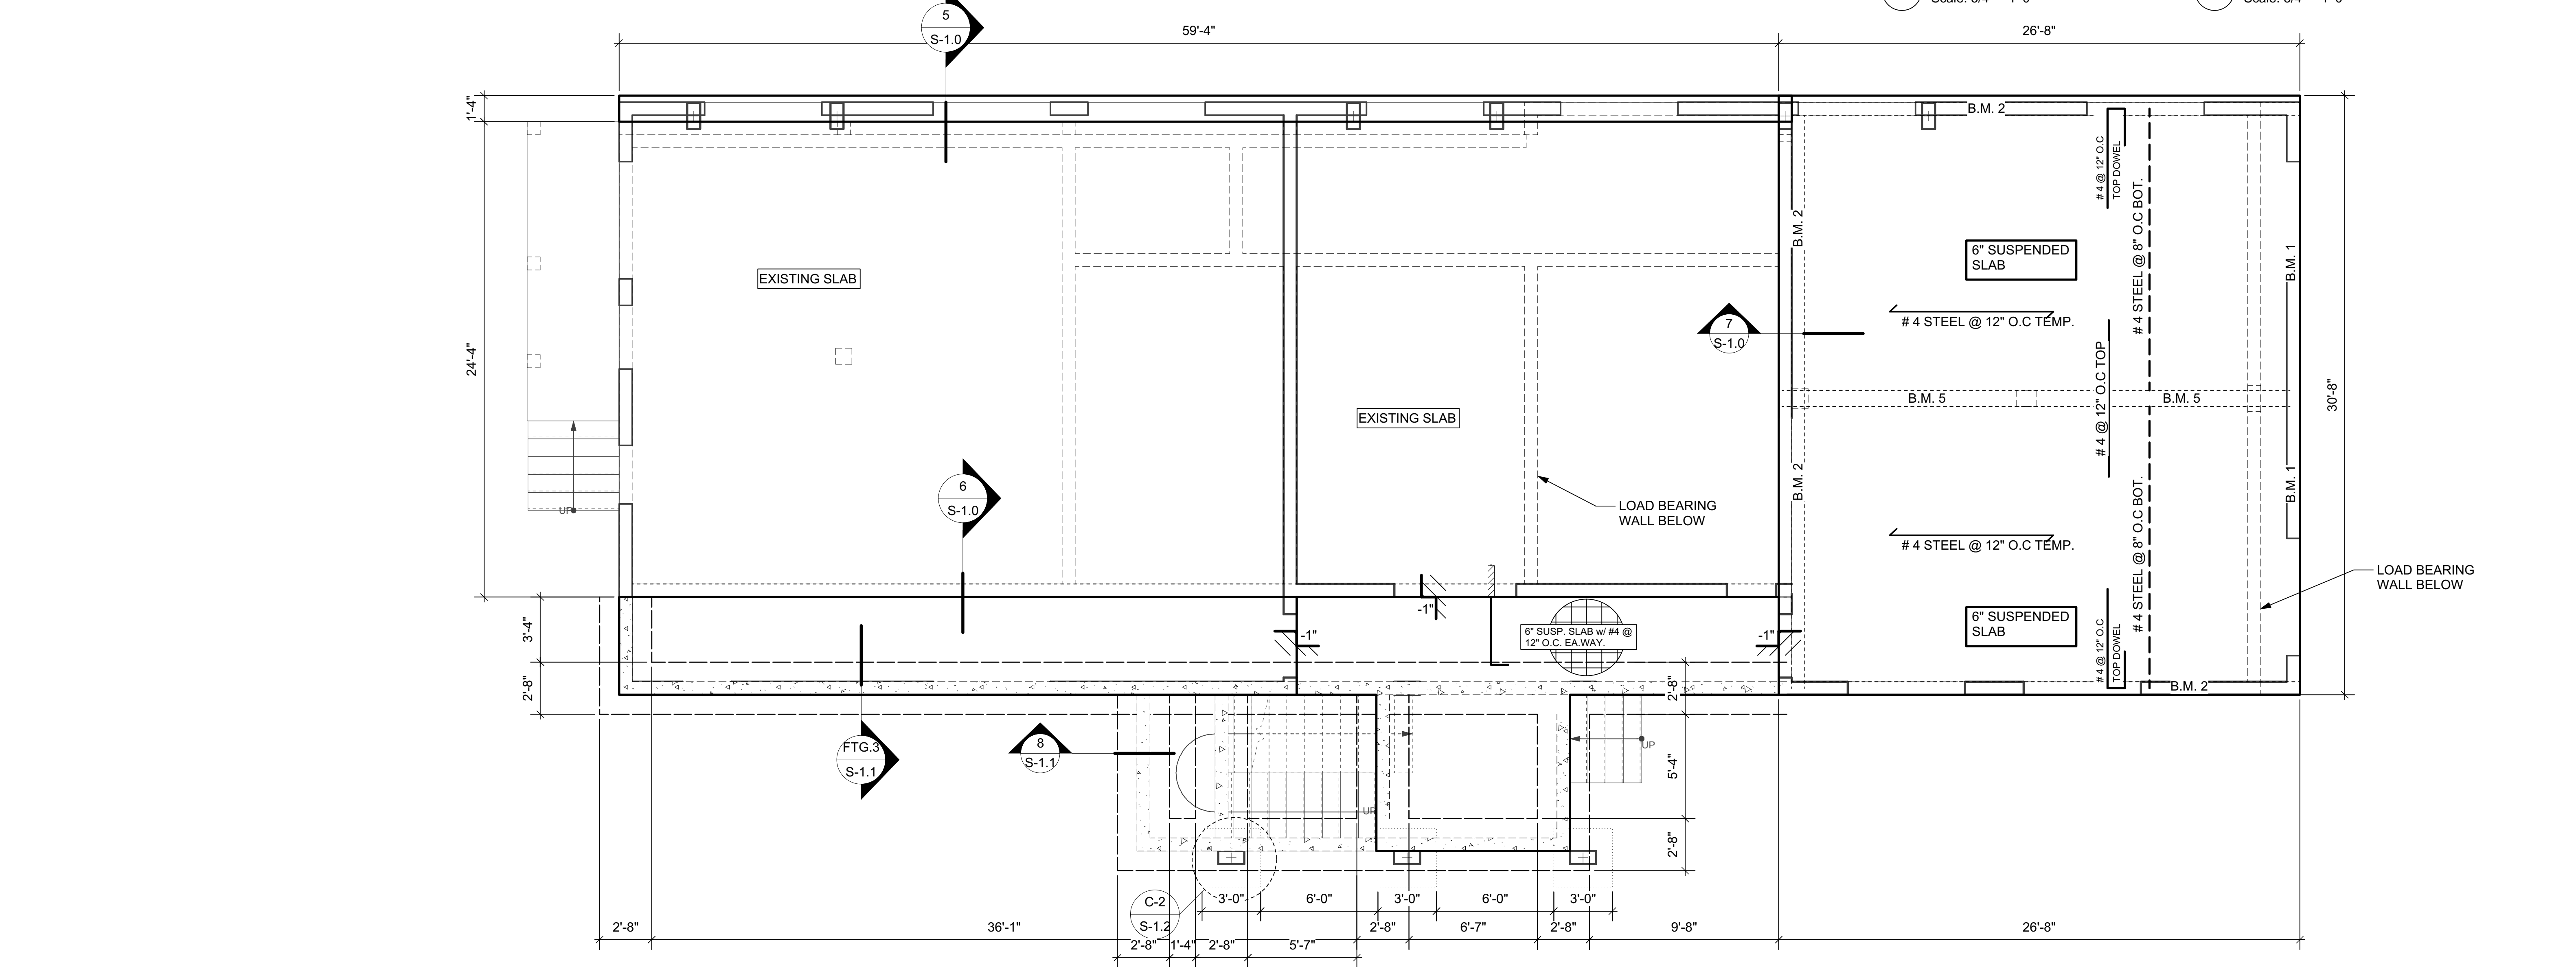 5
S-1.0
59'-4"
26'-8"
1'-4"
24'-4"
3'-4"
2'-8"
30'-8"
B.M. 2
B.M. 2
B.M. 2
B.M. 2
B.M. 1
B.M. 1
B.M. 5
B.M. 5
EXISTING SLAB
EXISTING SLAB
# 4 @ 12" O.C
TOP DOWEL
# 4 STEEL @ 8" O.C BOT.
6" SUSPENDED
SLAB
# 4 STEEL @ 12" O.C TEMP.
# 4 @ 12" O.C TOP
7
S-1.0
6
S-1.0
UP
LOAD BEARING
WALL BELOW
# 4 STEEL @ 12" O.C TEMP.
# 4 STEEL @ 8" O.C BOT.
LOAD BEARING
WALL BELOW
6" SUSPENDED
SLAB
# 4 @ 12" O.C
TOP DOWEL
-1"
-1"
-1"
6" SUSP. SLAB w/ #4 @
12" O.C. EA.WAY.
2'-8"
5'-4"
2'-8"
FTG.3
S-1.1
8
S-1.1
UP
UP
C-2
S-1.2
3'-0"
6'-0"
3'-0"
6'-0"
3'-0"
2'-8"
36'-1"
2'-8"
6'-7"
2'-8"
9'-8"
26'-8"
2'-8"
1'-4"
2'-8"
5'-7"